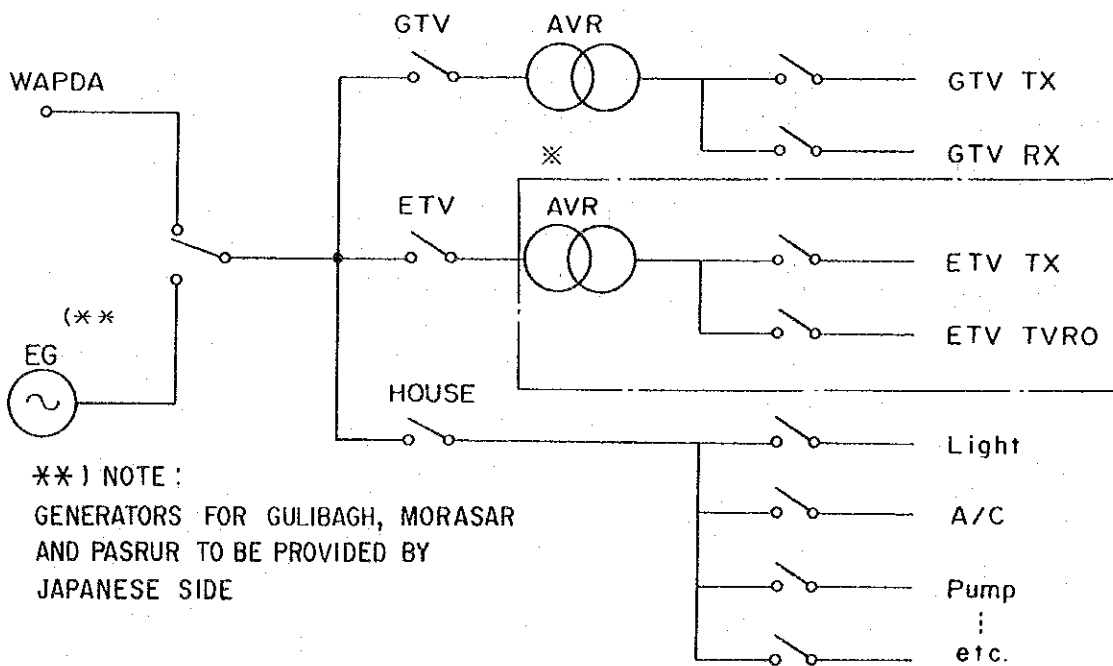 GTV
AVR
WAPDA
GTV TX
GTV RX
※
ETV
AVR
ETV TX
ETV TVRO
(**
EG
HOUSE
Light
**) NOTE:
GENERATORS FOR GULIBAGH, MORASAR
AND PASRUR TO BE PROVIDED BY
JAPANESE SIDE
A/C
Pump
etc.